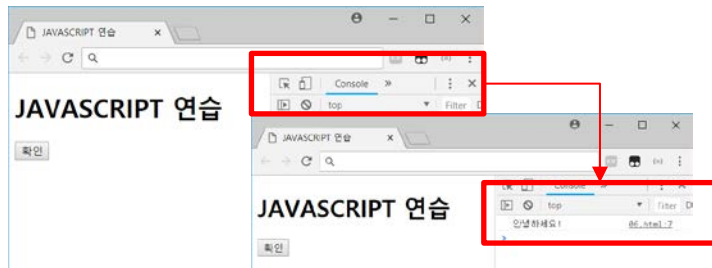 JAVASCRIPT 연습
Console
top
Filter
JAVASCRIPT 연습
확인
JAVASCRIPT 연습
Console
top
Filter
안녕하세요!
06.html:7
JAVASCRIPT 연습
확인